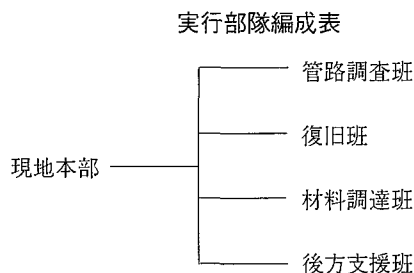 実行部隊編成表
管路調査班
復旧班
現地本部
材料調達班
後方支援班